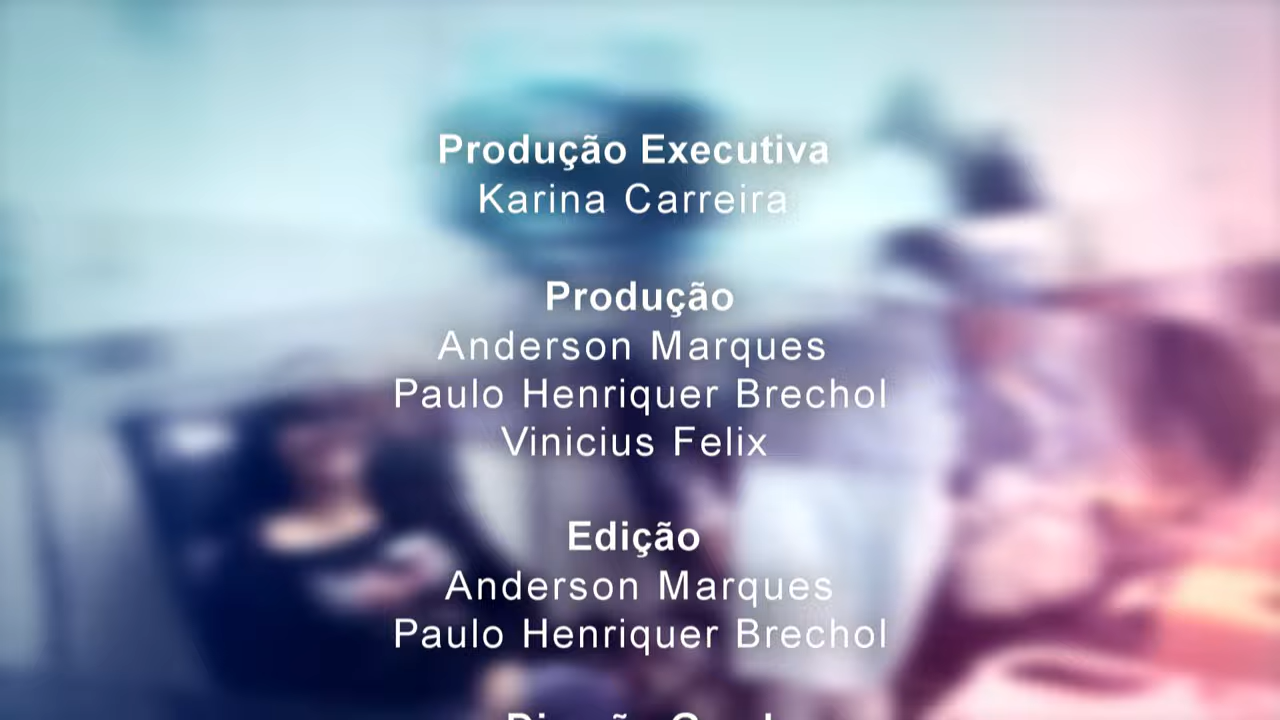 Produção Executiva
Karina Carreira
Produção
Anderson Marques
Paulo Henriquer Brechol
Vinicius Felix
Edição
Anderson Marques
Paulo Henriquer Brechol